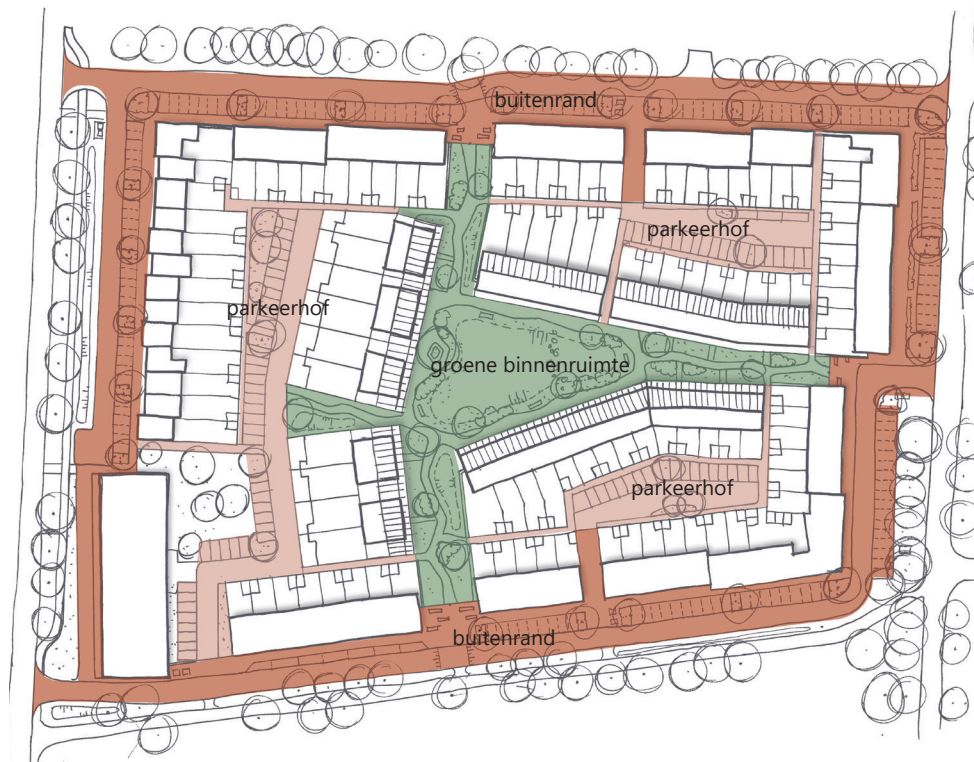 buitenrand
parkeerhof
parkeerhof
groene binnenruimte
parkeerhof
buitenrand